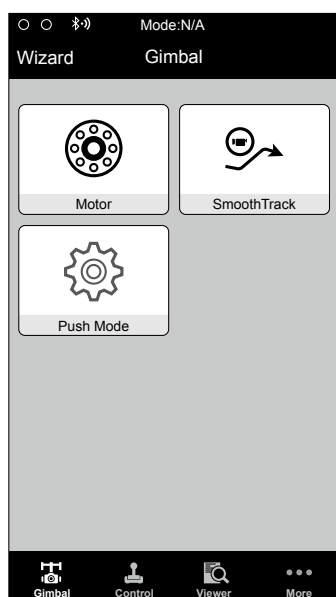 Mode:N/A
Wizard Gimbal
Motor SmoothTrack
Push Mode
Gimbal Control Viewer More